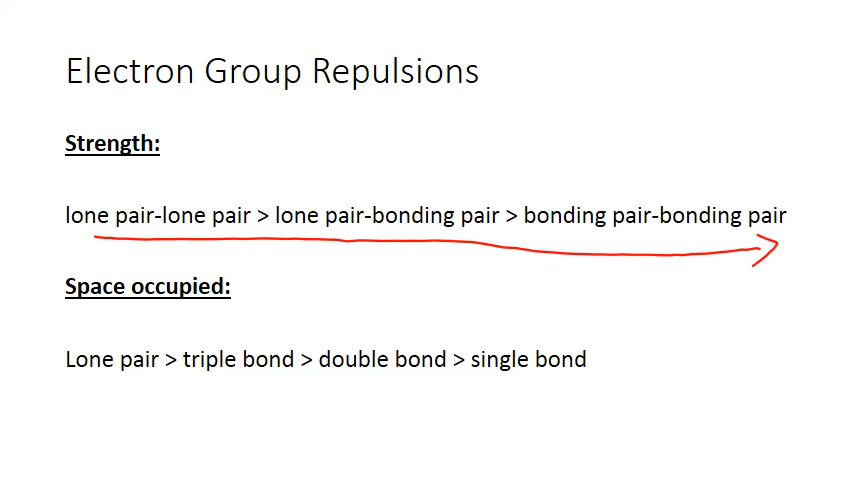 Electron Group Repulsions
Strength:
lone pair-lone pair > lone pair-bonding pair > bonding pair-bonding pair
Space occupied:
Lone pair > triple bond > double bond > single bond